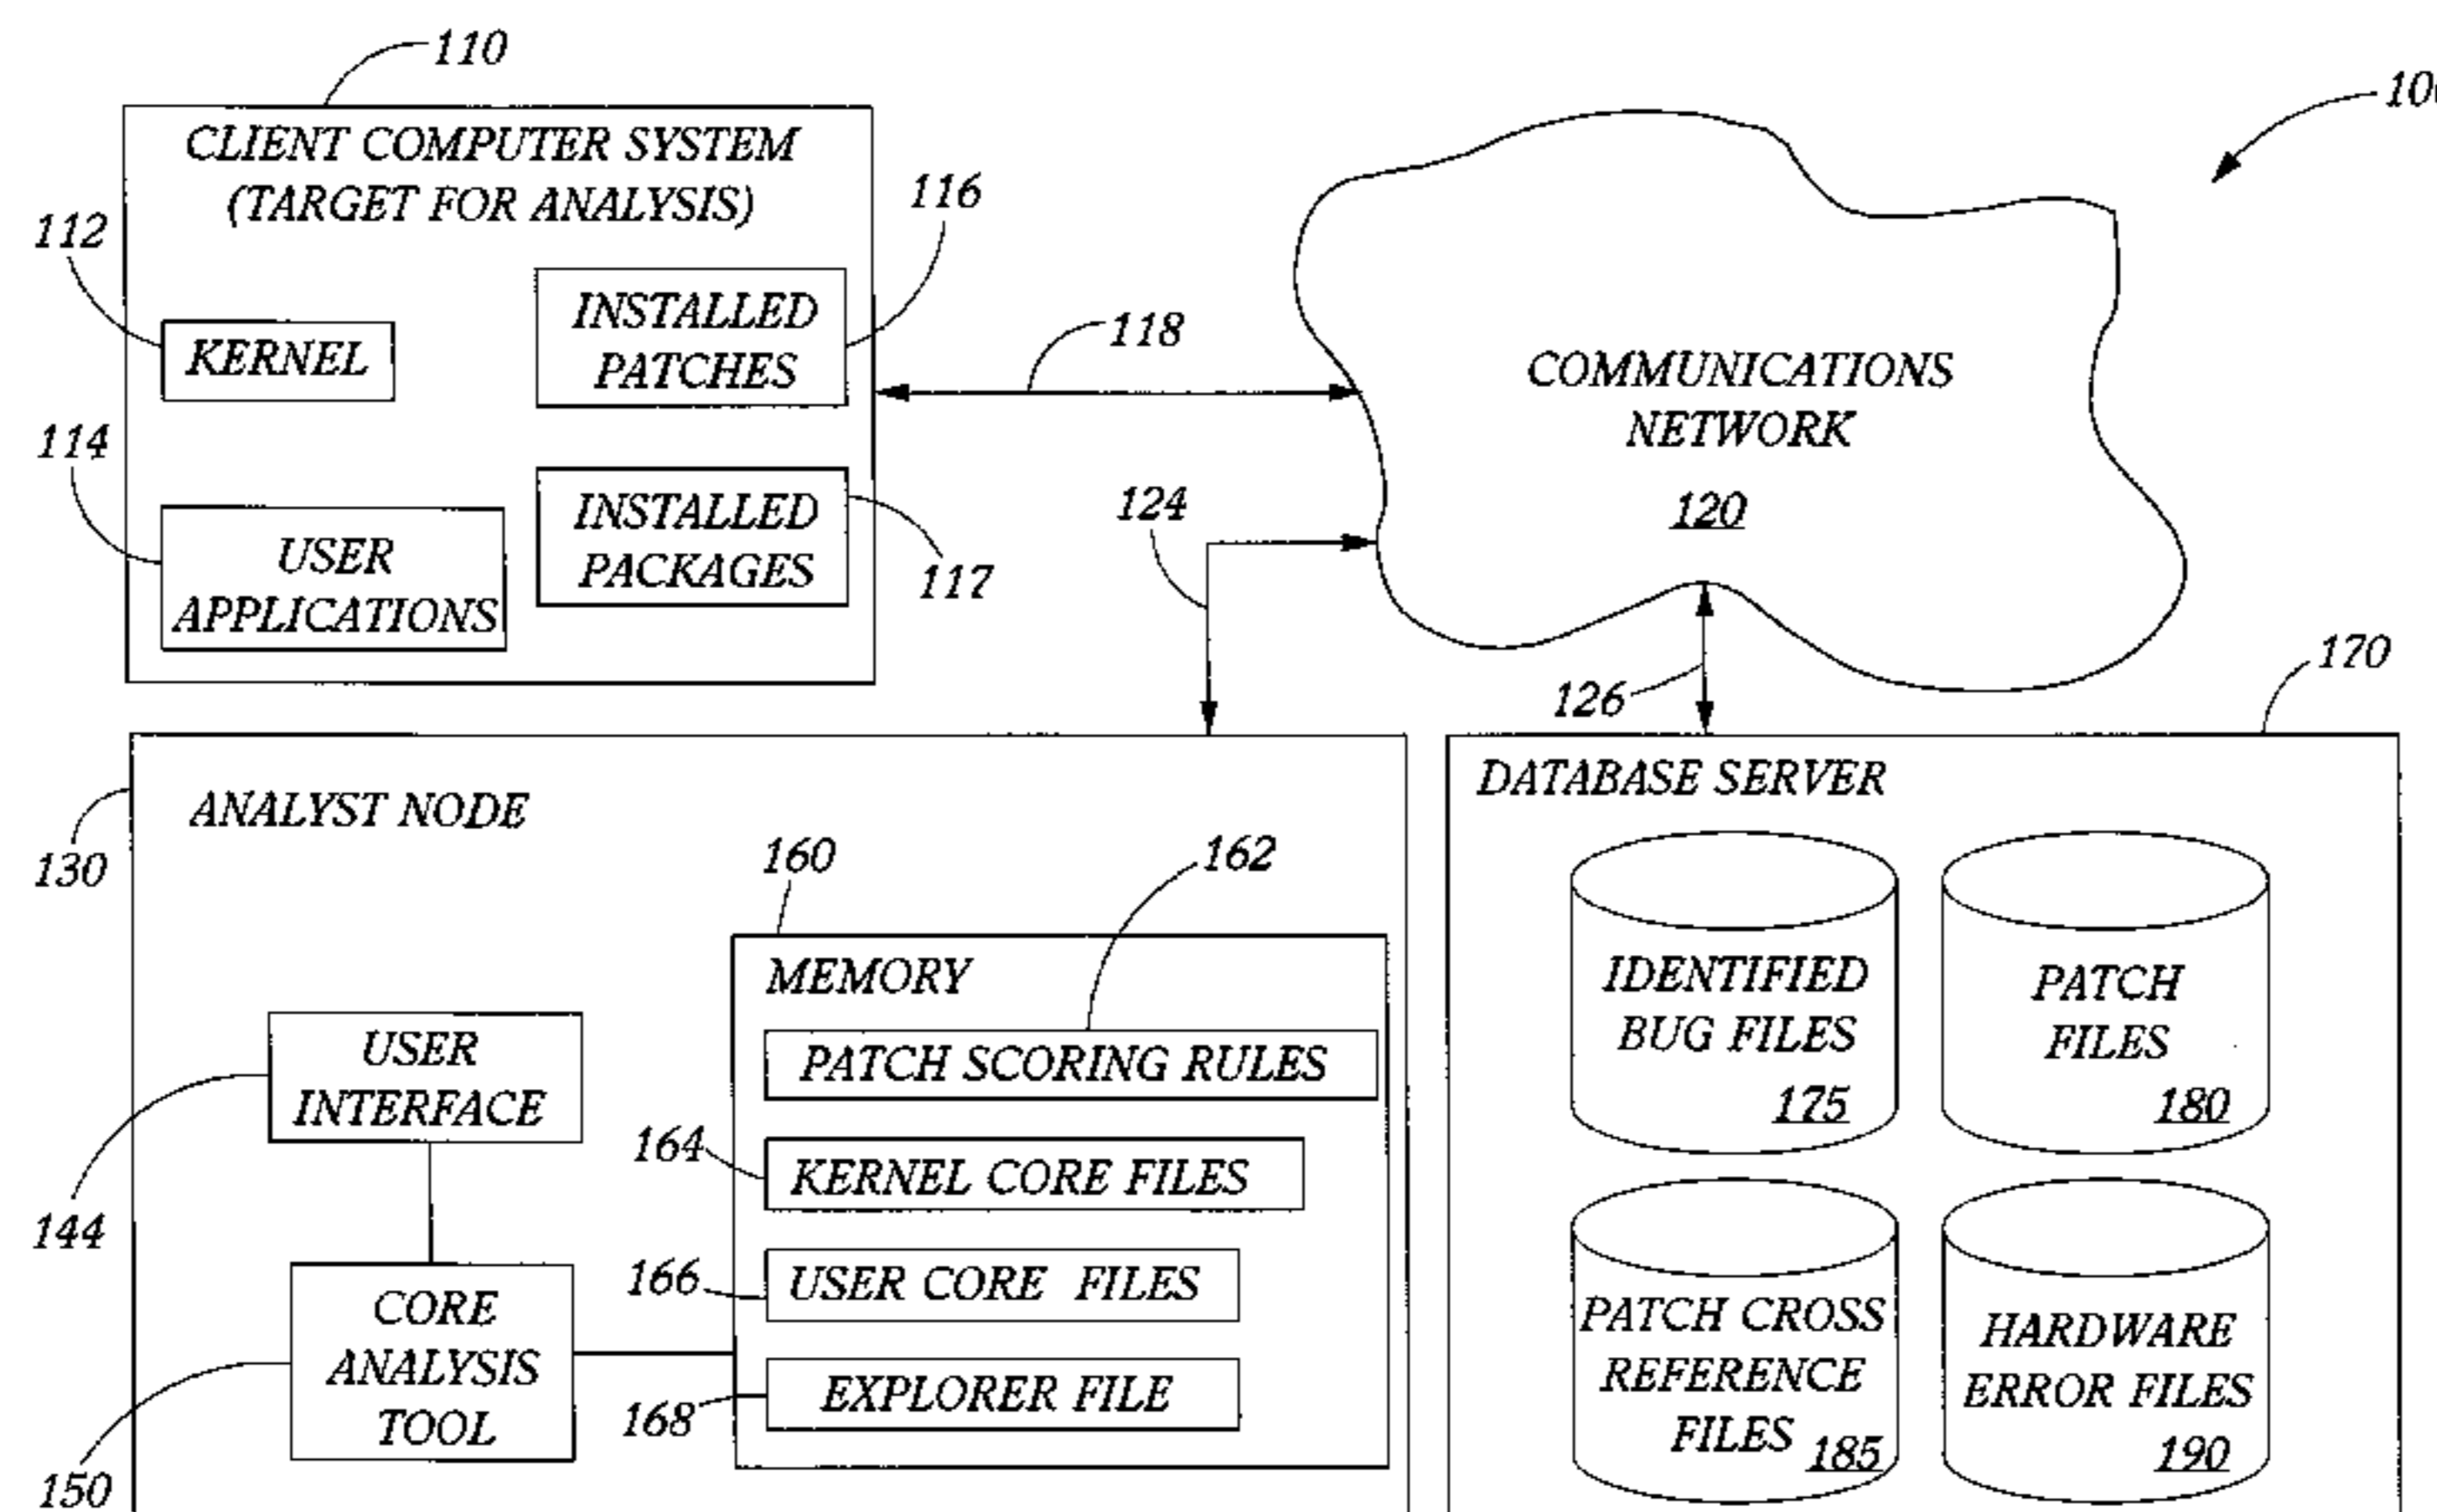 110
100
CLIENT COMPUTER SYSTEM
(TARGET FOR ANALYSIS)
116
112
INSTALLED
PATCHES
KERNEL
118
COMMUNICATIONS
NETWORK
120
114
INSTALLED
PACKAGES
117
USER
APPLICATIONS
124
126
170
ANALYST NODE
130
160
162
MEMORY
PATCH SCORING RULES
USER
INTERFACE
144
164
KERNEL CORE FILES
166
USER CORE FILES
CORE
ANALYSIS
TOOL
150
168
EXPLORER FILE
DATABASE SERVER
IDENTIFIED
BUG FILES
175
PATCH
FILES
180
PATCH CROSS
REFERENCE
FILES
185
HARDWARE
ERROR FILES
190